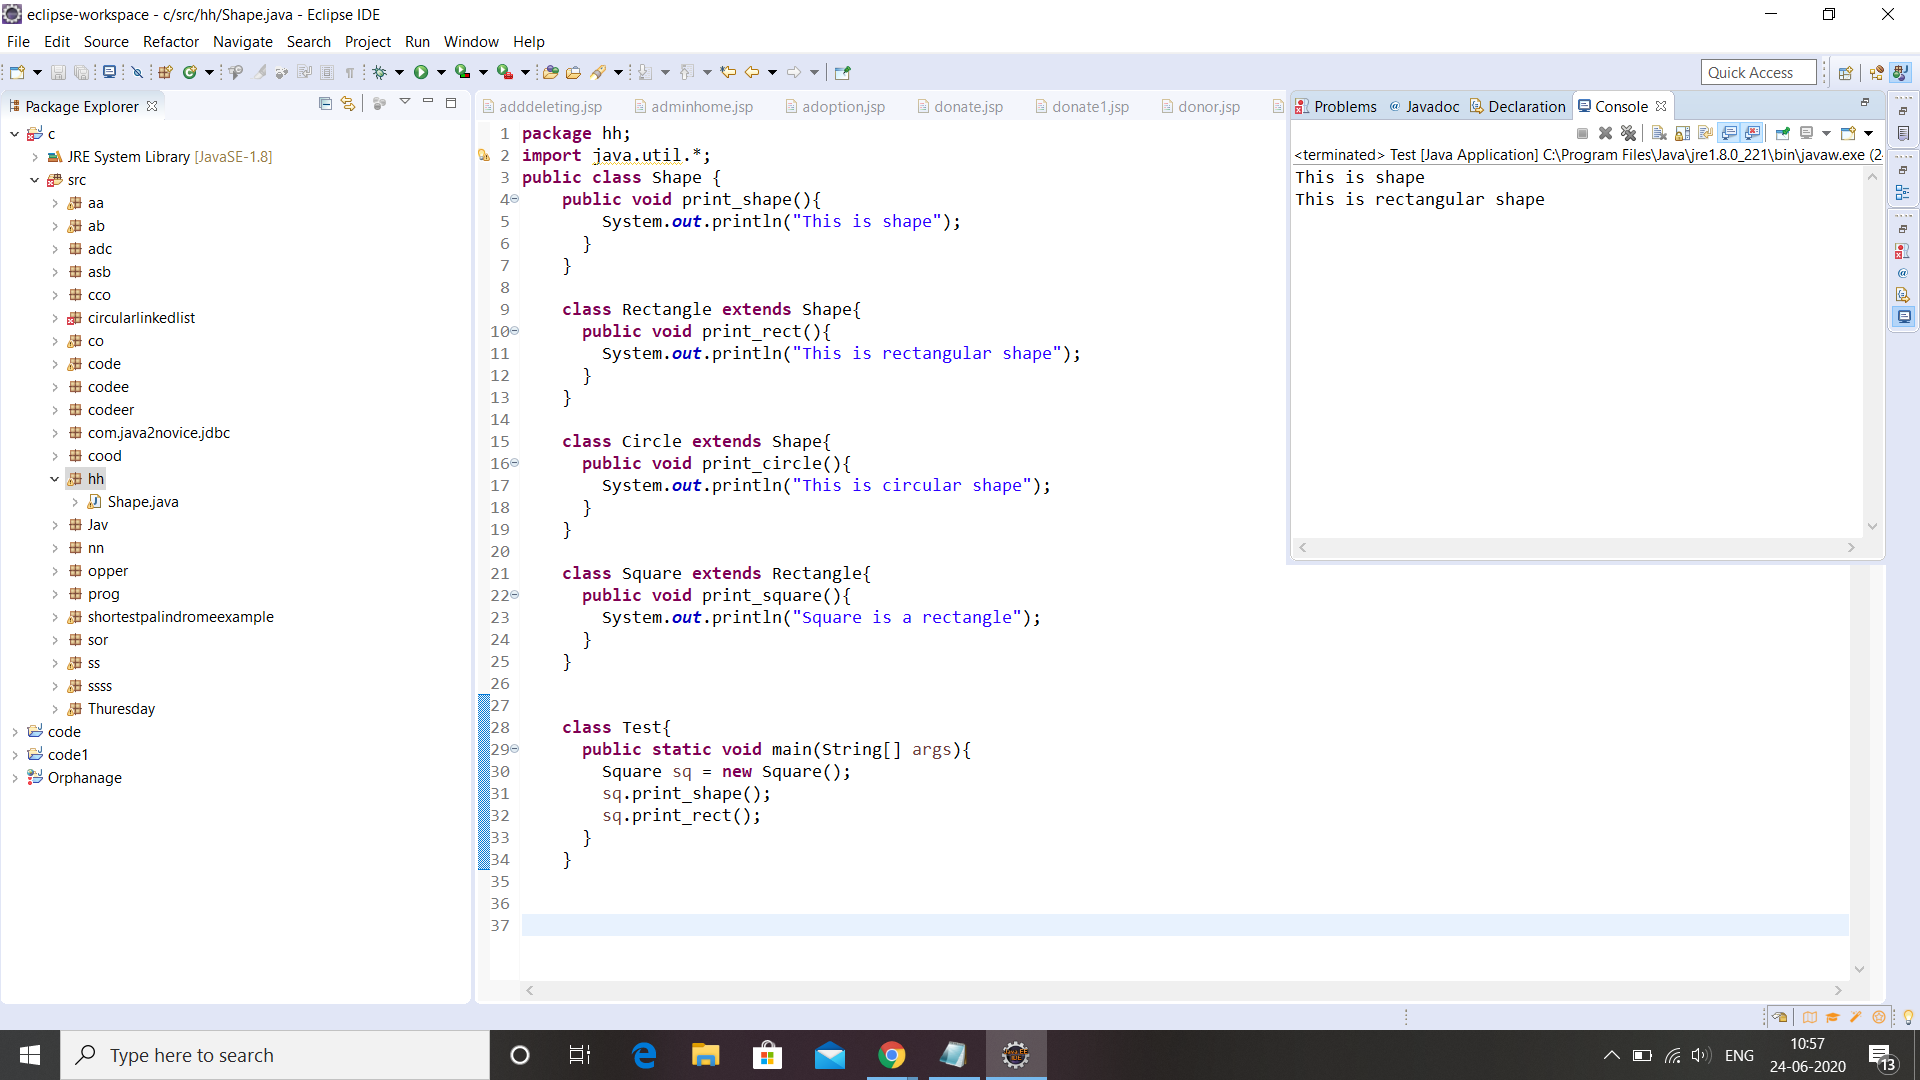 eclipse-workspace - c/src/hh/Shape.java - Eclipse IDE
File Edit Source Refactor Navigate Search Project Run Window Help
Quick Access
Package Explorer
c
JRE System Library [JavaSE-1.8]
src
aa
ab
adc
asb
cco
circularlinkedlist
co
code
codee
codeer
com.java2novice.jdbc
cood
hh
Shape.java
Jav
nn
opper
prog
shortestpalindromeexample
sor
ss
ssss
Thuresday
code
code1
Orphanage
adddeleting.jsp adminhome.jsp adoption.jsp donate.jsp donate1.jsp donor.jsp
1 package hh;
2 import java.util.*;
3 public class Shape {
4 public void print_shape(){
5 System.out.println("This is shape");
6 }
7 }
8
9 class Rectangle extends Shape{
10 public void print_rect(){
11 System.out.println("This is rectangular shape");
12 }
13 }
14
15 class Circle extends Shape{
16 public void print_circle(){
17 System.out.println("This is circular shape");
18 }
19 }
20
21 class Square extends Rectangle{
22 public void print_square(){
23 System.out.println("Square is a rectangle");
24 }
25 }
26
27
28 class Test{
29 public static void main(String[] args){
30 Square sq = new Square();
31 sq.print_shape();
32 sq.print_rect();
33 }
34 }
35
36
37
Problems @ Javadoc Declaration Console
<terminated> Test [Java Application] C:\Program Files\Java\jre1.8.0_221\bin\javaw.exe (2
This is shape
This is rectangular shape
Type here to search
ENG
10:57
24-06-2020
13